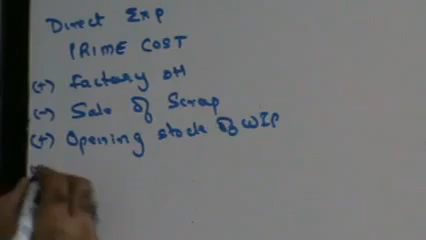 Direct Exp
PRIME COST
(+) Factory OH
(-) Sale of Scrap
(+) Opening stock of WIP